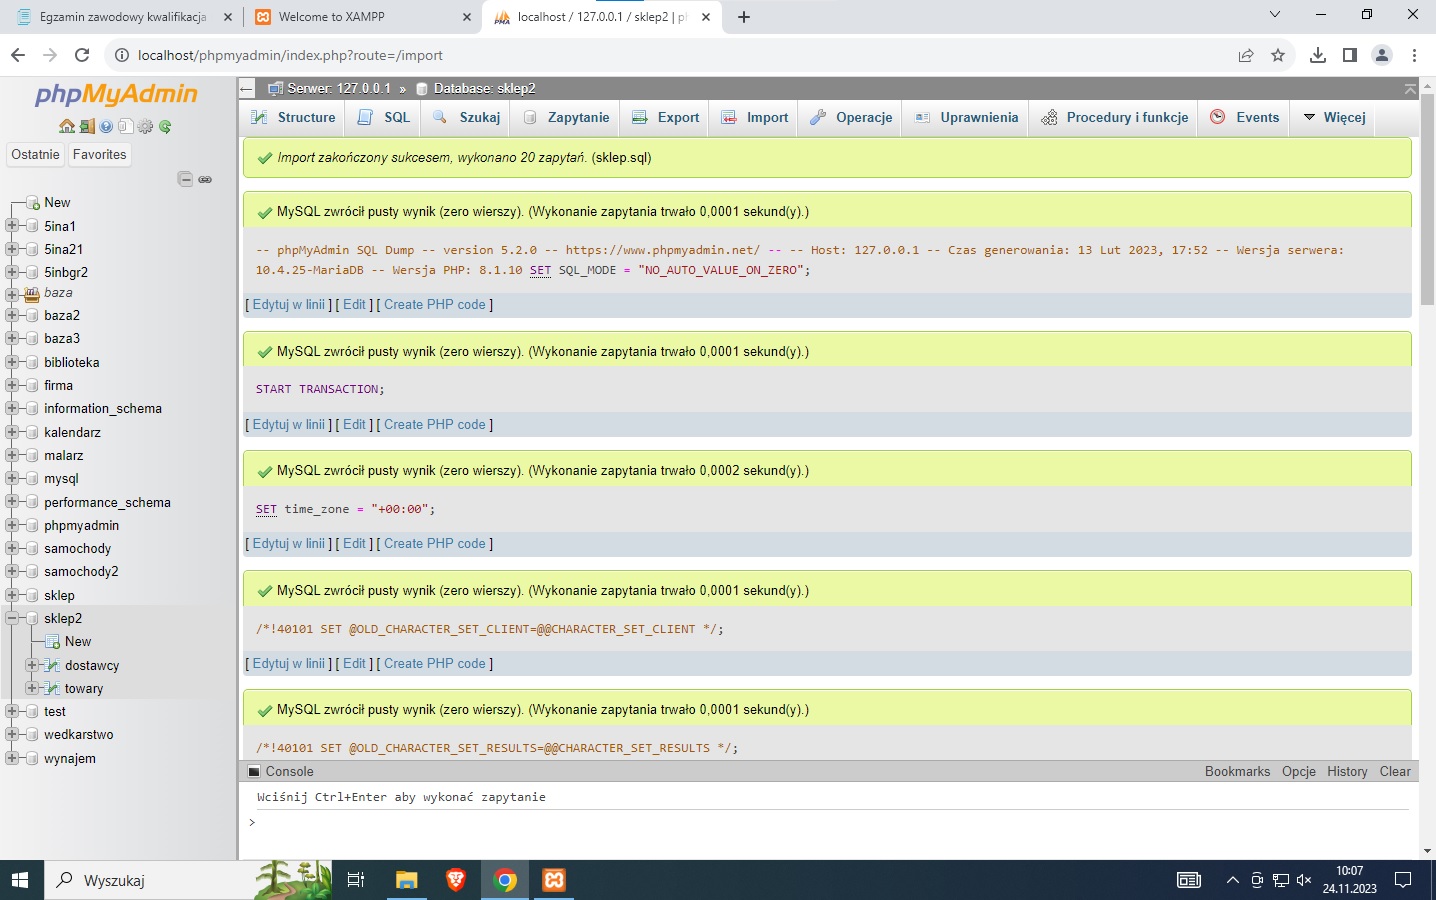 Egzamin zawodowy kwalifikacja
Welcome to XAMPP
localhost / 127.0.0.1 / sklep2 | ph
localhost/phpmyadmin/index.php?route=/import
phpMyAdmin
Ostatnie
Favorites
New
5ina1
5ina21
5inbgr2
baza
baza2
baza3
biblioteka
firma
information_schema
kalendarz
malarz
mysql
performance_schema
phpmyadmin
samochody
samochody2
sklep
sklep2
New
dostawcy
towary
test
wedkarstwo
wynajem
Serwer: 127.0.0.1 » Database: sklep2
Structure SQL Szukaj Zapytanie Export Import Operacje Uprawnienia Procedury i funkcje Events Więcej
Import zakończony sukcesem, wykonano 20 zapytań. (sklep.sql)
MySQL zwrócił pusty wynik (zero wierszy). (Wykonanie zapytania trwało 0,0001 sekund(y).)
-- phpMyAdmin SQL Dump -- version 5.2.0 -- https://www.phpmyadmin.net/ -- -- Host: 127.0.0.1 -- Czas generowania: 13 Lut 2023, 17:52 -- Wersja serwera:
10.4.25-MariaDB -- Wersja PHP: 8.1.10 SET SQL_MODE = "NO_AUTO_VALUE_ON_ZERO";
[ Edytuj w linii ] [ Edit ] [ Create PHP code ]
MySQL zwrócił pusty wynik (zero wierszy). (Wykonanie zapytania trwało 0,0001 sekund(y).)
START TRANSACTION;
[ Edytuj w linii ] [ Edit ] [ Create PHP code ]
MySQL zwrócił pusty wynik (zero wierszy). (Wykonanie zapytania trwało 0,0002 sekund(y).)
SET time_zone = "+00:00";
[ Edytuj w linii ] [ Edit ] [ Create PHP code ]
MySQL zwrócił pusty wynik (zero wierszy). (Wykonanie zapytania trwało 0,0001 sekund(y).)
/*!40101 SET @OLD_CHARACTER_SET_CLIENT=@@CHARACTER_SET_CLIENT */;
[ Edytuj w linii ] [ Edit ] [ Create PHP code ]
MySQL zwrócił pusty wynik (zero wierszy). (Wykonanie zapytania trwało 0,0001 sekund(y).)
/*!40101 SET @OLD_CHARACTER_SET_RESULTS=@@CHARACTER_SET_RESULTS */;
Console
Bookmarks Opcje History Clear
Wciśnij Ctrl+Enter aby wykonać zapytanie
>
Wyszukaj
10:07
24.11.2023